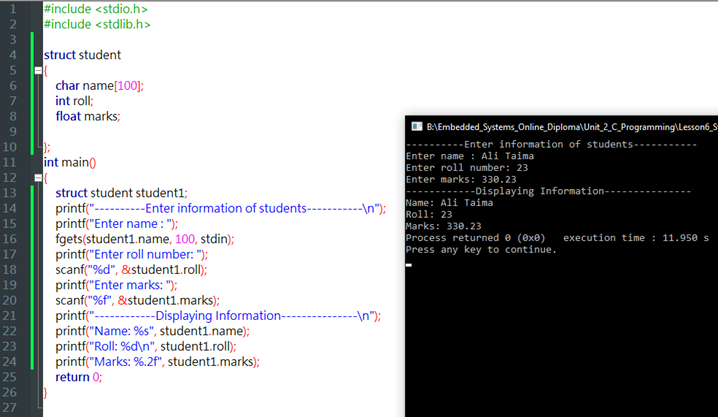 1 #include <stdio.h>
2 #include <stdlib.h>
3
4 struct student
5 {
6 char name[100];
7 int roll;
8 float marks;
9
10 };
11 int main()
12 {
13 struct student student1;
14 printf("----------Enter information of students-----------\n");
15 printf("Enter name : ");
16 fgets(student1.name, 100, stdin);
17 printf("Enter roll number: ");
18 scanf("%d", &student1.roll);
19 printf("Enter marks: ");
20 scanf("%f", &student1.marks);
21 printf("------------Displaying Information---------------\n");
22 printf("Name: %s", student1.name);
23 printf("Roll: %d\n", student1.roll);
24 printf("Marks: %.2f", student1.marks);
25 return 0;
26 }
27
B:\Embedded_Systems_Online_Diploma\Unit_2_C_Programming\Lesson6_S
----------Enter information of students-----------
Enter name : Ali Taima
Enter roll number: 23
Enter marks: 330.23
------------Displaying Information---------------
Name: Ali Taima
Roll: 23
Marks: 330.23
Process returned 0 (0x0)   execution time : 11.950 s
Press any key to continue.